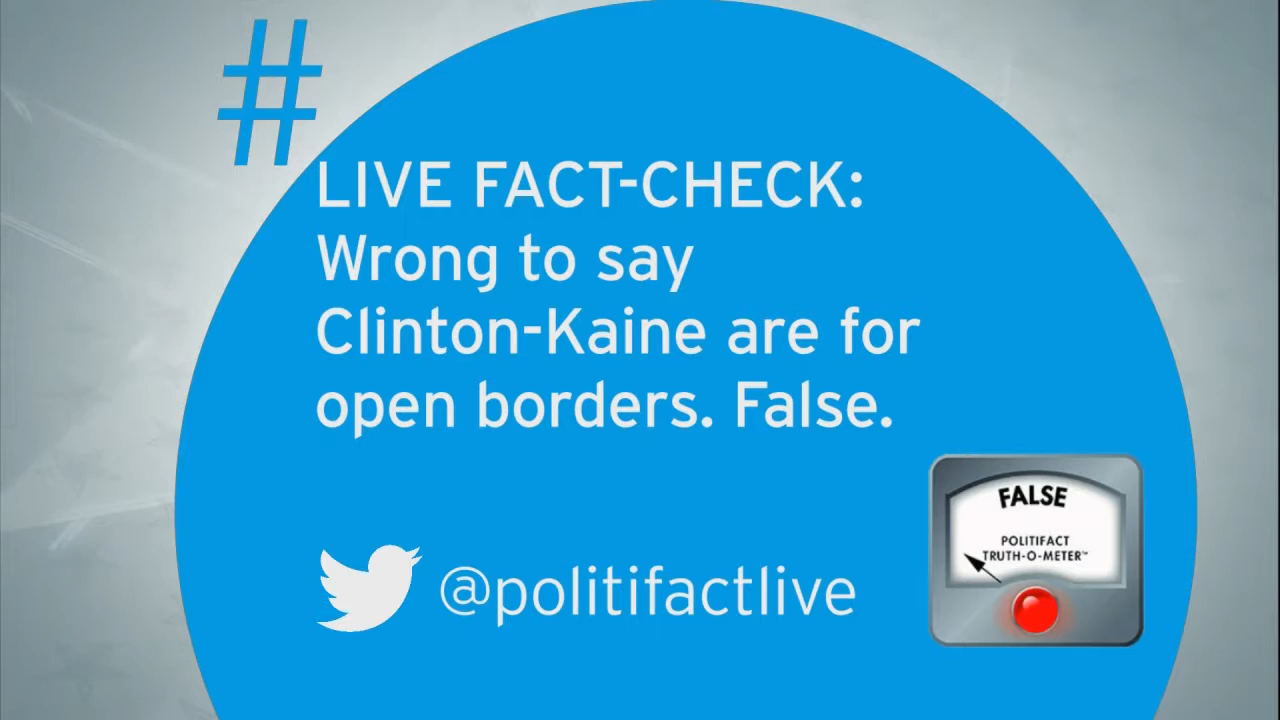 #
LIVE FACT-CHECK:
Wrong to say
Clinton-Kaine are for
open borders. False.
@politifactlive
FALSE
POLITIFACT
TRUTH-O-METER™